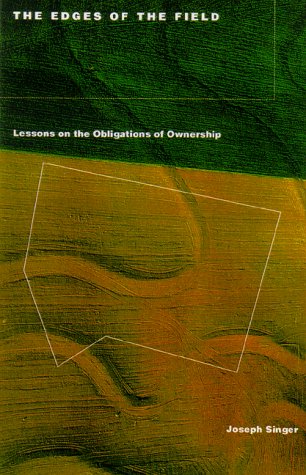 THE EDGES OF THE FIELD
Lessons on the Obligations of Ownership
Joseph Singer